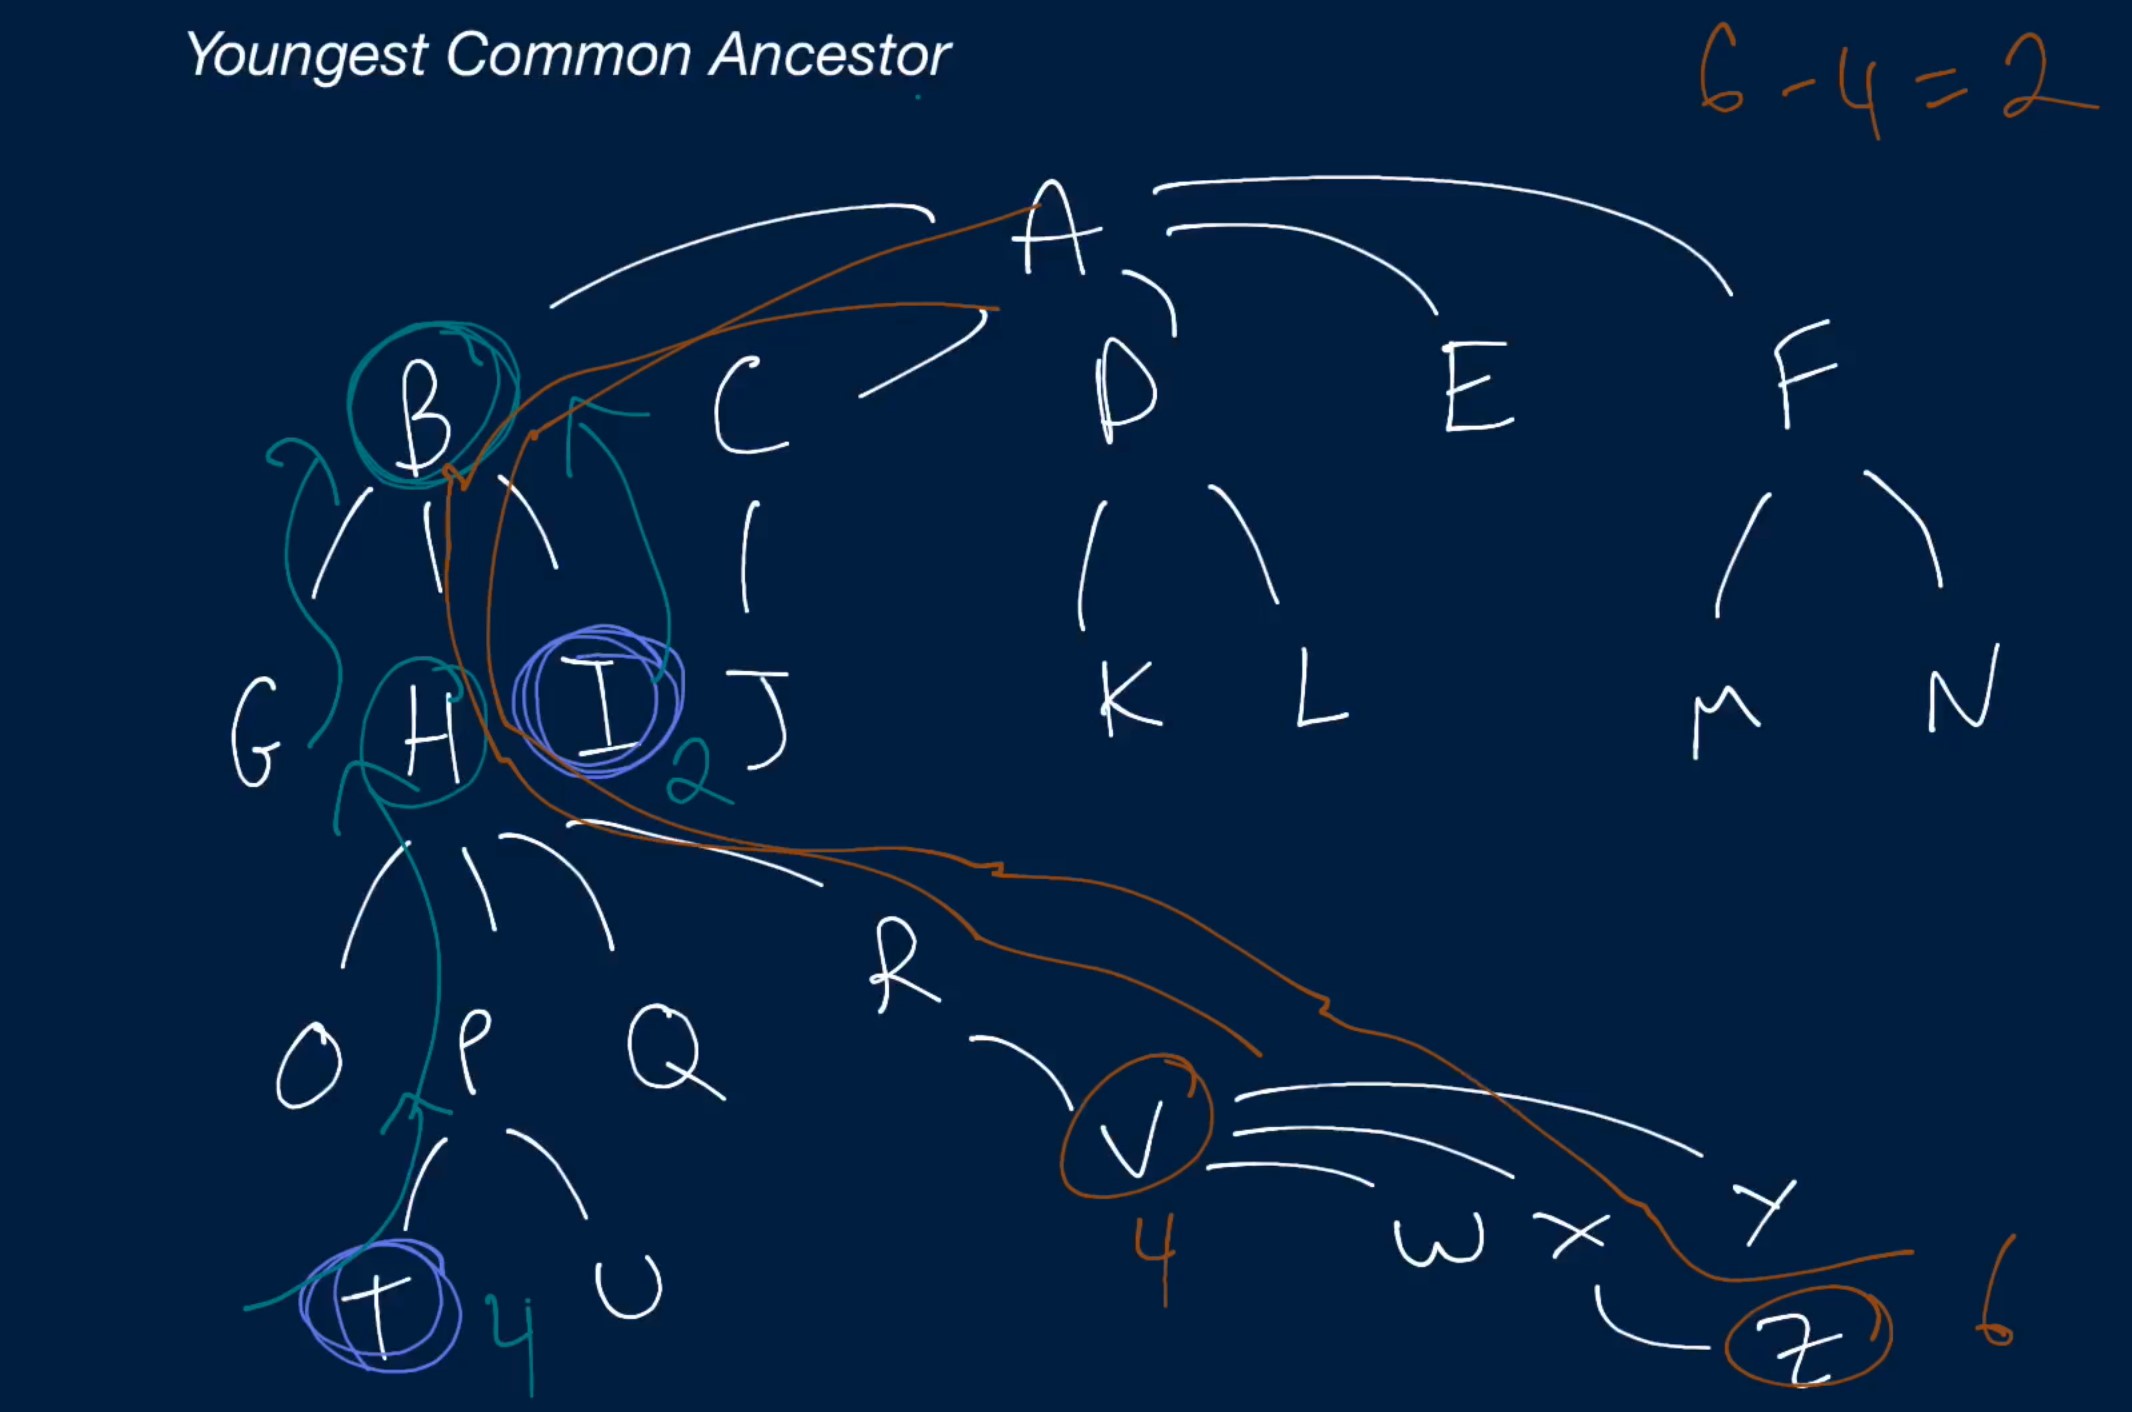 Youngest Common Ancestor
6 - 4 = 2
A
B C D E F
G H I J K L M N
2
R
O P Q
V
W X Y
4
T 4 U
Z 6